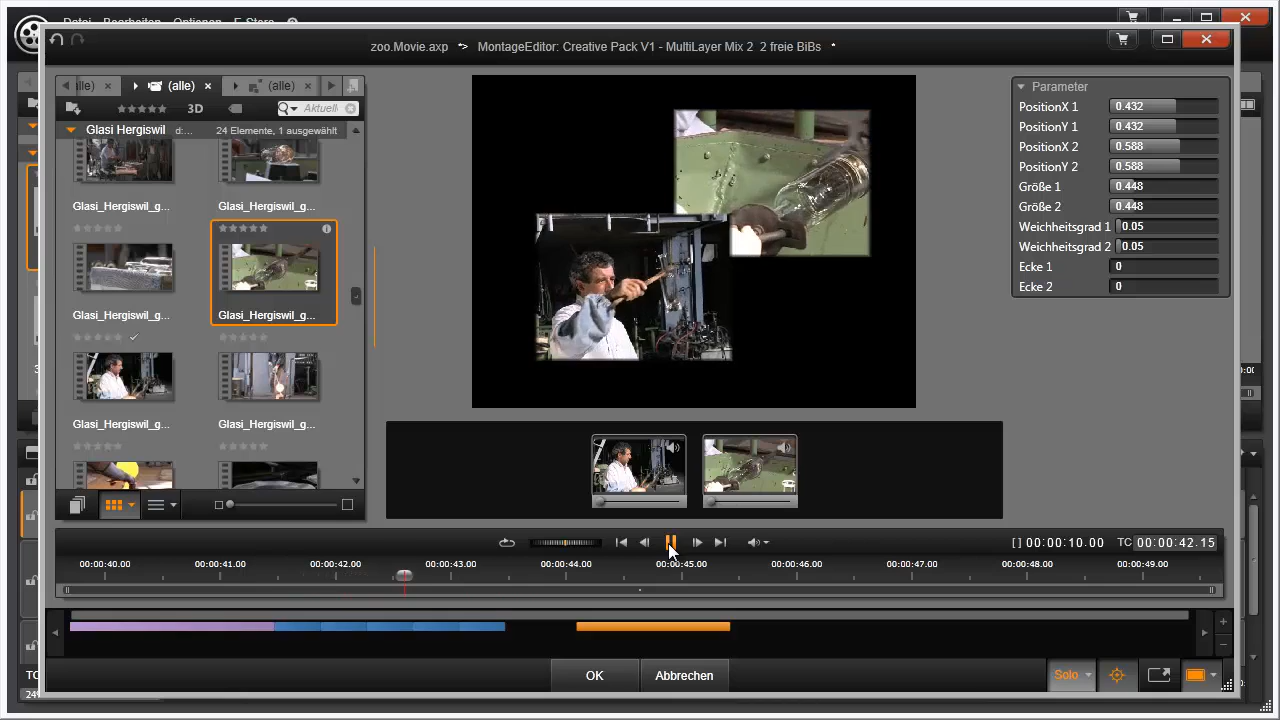 Datei Bearbeiten Optionen E-Store
zoo.Movie.axp *> MontageEditor: Creative Pack V1 - MultiLayer Mix 2 2 freie BiBs *
(alle) (alle)
3D Aktuell
Glasi Hergiswil d:... 24 Elemente, 1 ausgewählt
Glasi_Hergiswil_g... Glasi_Hergiswil_g...
Glasi_Hergiswil_g... Glasi_Hergiswil_g...
Glasi_Hergiswil_g... Glasi_Hergiswil_g...
Parameter
PositionX 1 0.432
PositionY 1 0.432
PositionX 2 0.588
PositionY 2 0.588
Größe 1 0.448
Größe 2 0.448
Weichheitsgrad 1 0.05
Weichheitsgrad 2 0.05
Ecke 1 0
Ecke 2 0
[] 00:00:10.00 TC 00:00:42.15
00:00:40.00 00:00:41.00 00:00:42.00 00:00:43.00 00:00:44.00 00:00:45.00 00:00:46.00 00:00:47.00 00:00:48.00 00:00:49.00
OK Abbrechen Solo
TC